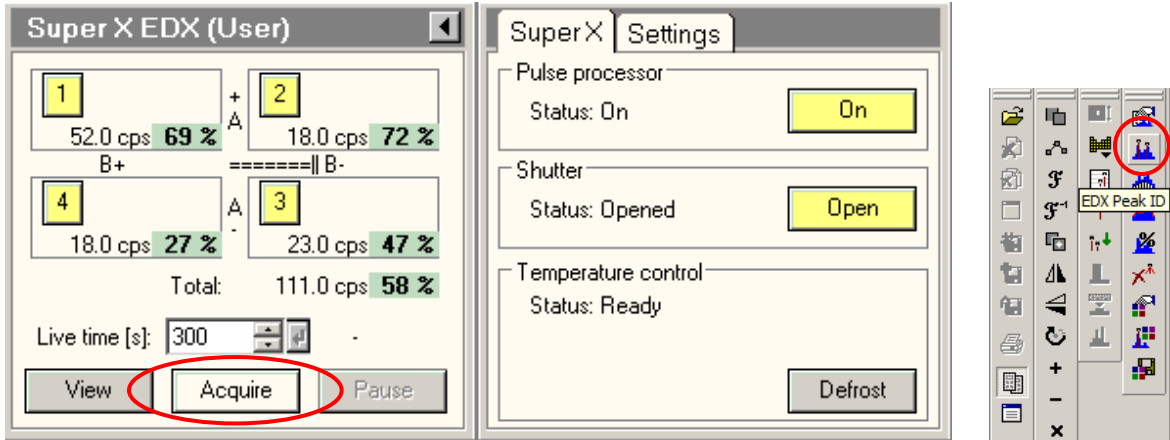 Super X EDX (User)
1
+
2
A
52.0 cps 69 %
18.0 cps 72 %
B+
=======|| B-
4
A
3
-
18.0 cps 27 %
23.0 cps 47 %
Total: 111.0 cps 58 %
Live time [s]: 300 -
View Acquire Pause
Super X Settings
Pulse processor
Status: On On
Shutter
Status: Opened Open
Temperature control
Status: Ready
Defrost
EDX Peak ID